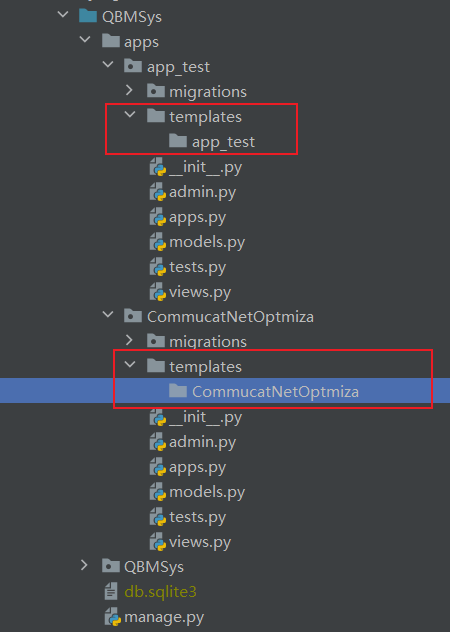 QBMSys
apps
app_test
migrations
templates
app_test
__init__.py
admin.py
apps.py
models.py
tests.py
views.py
CommucatNetOptmiza
migrations
templates
CommucatNetOptmiza
__init__.py
admin.py
apps.py
models.py
tests.py
views.py
QBMSys
db.sqlite3
manage.py